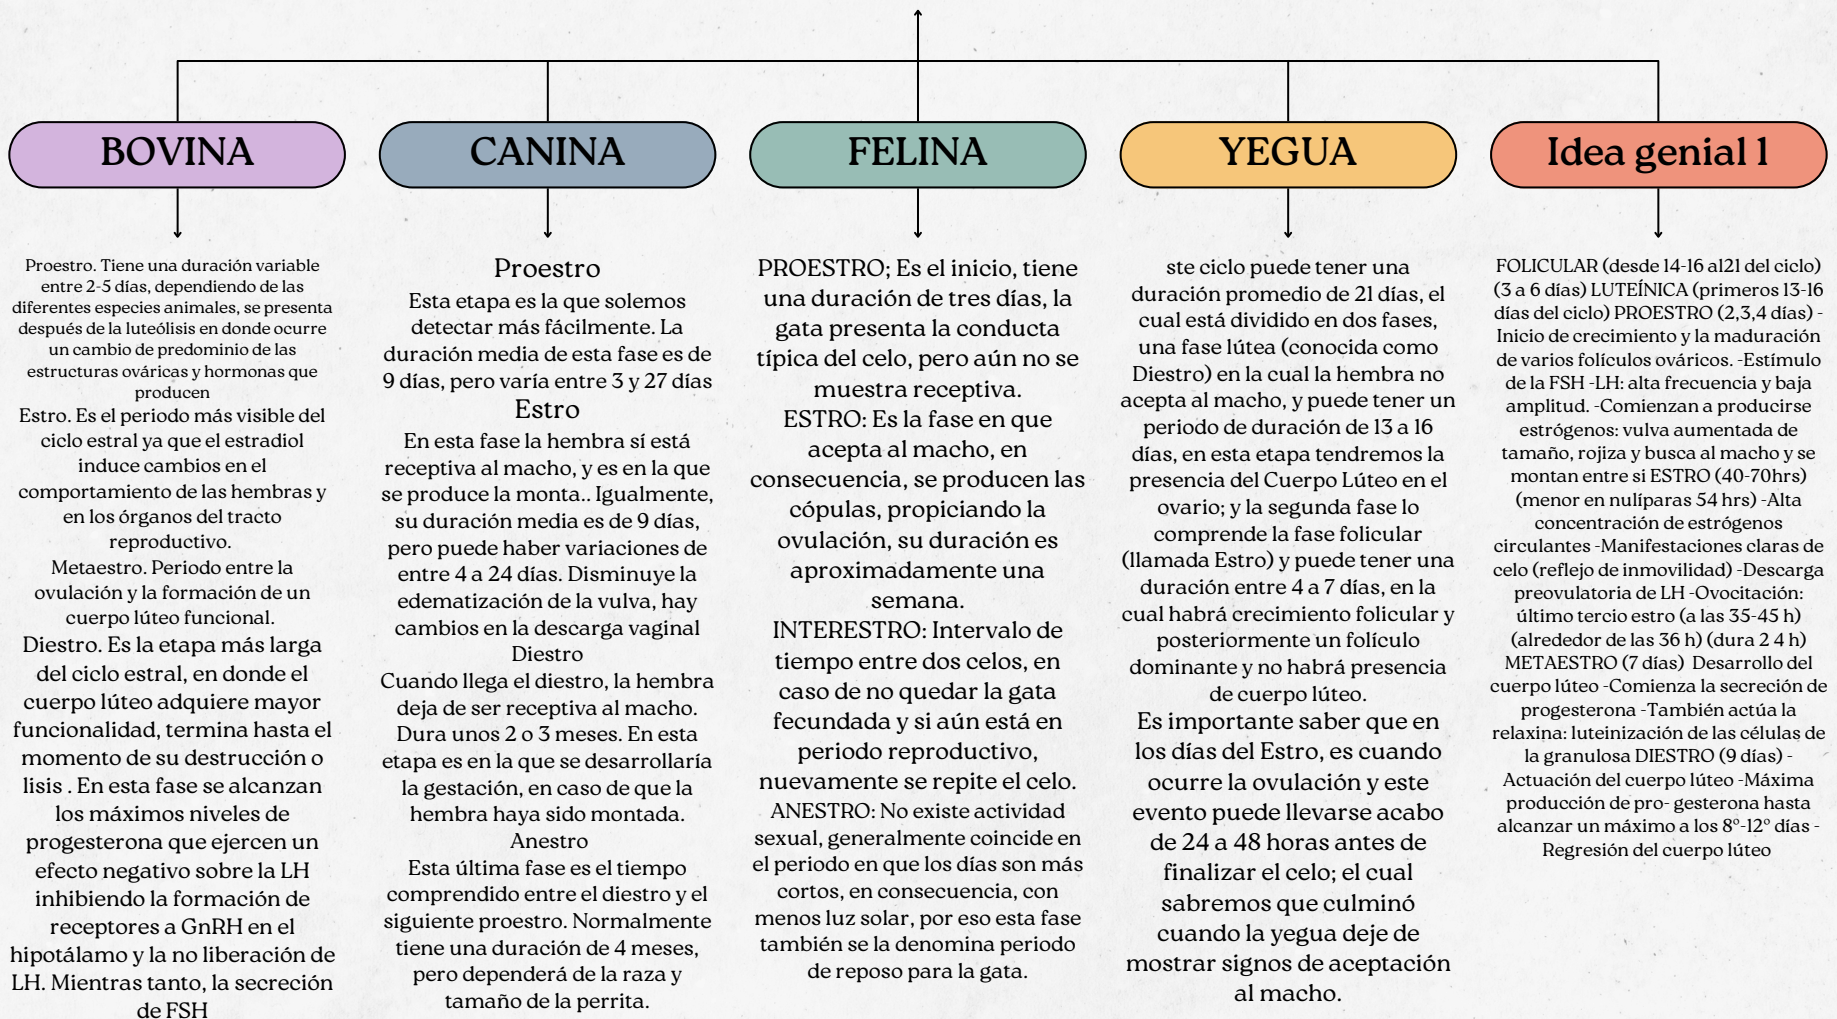 BOVINA
Proestro. Tiene una duración variable
entre 2-5 días, dependiendo de las
diferentes especies animales, se presenta
después de la luteólisis en donde ocurre
un cambio de predominio de las
estructuras ováricas y hormonas que
producen
Estro. Es el periodo más visible del
ciclo estral ya que el estradiol
induce cambios en el
comportamiento de las hembras y
en los órganos del tracto
reproductivo.
Metaestro. Periodo entre la
ovulación y la formación de un
cuerpo lúteo funcional.
Diestro. Es la etapa más larga
del ciclo estral, en donde el
cuerpo lúteo adquiere mayor
funcionalidad, termina hasta el
momento de su destrucción o
lisis . En esta fase se alcanzan
los máximos niveles de
progesterona que ejercen un
efecto negativo sobre la LH
inhibiendo la formación de
receptores a GnRH en el
hipotálamo y la no liberación de
LH. Mientras tanto, la secreción
de FSH
CANINA
Proestro
Esta etapa es la que solemos
detectar más fácilmente. La
duración media de esta fase es de
9 días, pero varía entre 3 y 27 días
Estro
En esta fase la hembra sí está
receptiva al macho, y es en la que
se produce la monta.. Igualmente,
su duración media es de 9 días,
pero puede haber variaciones de
entre 4 a 24 días. Disminuye la
edematización de la vulva, hay
cambios en la descarga vaginal
Diestro
Cuando llega el diestro, la hembra
deja de ser receptiva al macho.
Dura unos 2 o 3 meses. En esta
etapa es en la que se desarrollaría
la gestación, en caso de que la
hembra haya sido montada.
Anestro
Esta última fase es el tiempo
comprendido entre el diestro y el
siguiente proestro. Normalmente
tiene una duración de 4 meses,
pero dependerá de la raza y
tamaño de la perrita.
FELINA
PROESTRO; Es el inicio, tiene
una duración de tres días, la
gata presenta la conducta
típica del celo, pero aún no se
muestra receptiva.
ESTRO: Es la fase en que
acepta al macho, en
consecuencia, se producen las
cópulas, propiciando la
ovulación, su duración es
aproximadamente una
semana.
INTERESTRO: Intervalo de
tiempo entre dos celos, en
caso de no quedar la gata
fecundada y si aún está en
periodo reproductivo,
nuevamente se repite el celo.
ANESTRO: No existe actividad
sexual, generalmente coincide en
el periodo en que los días son más
cortos, en consecuencia, con
menos luz solar, por eso esta fase
también se la denomina periodo
de reposo para la gata.
YEGUA
ste ciclo puede tener una
duración promedio de 21 días, el
cual está dividido en dos fases,
una fase lútea (conocida como
Diestro) en la cual la hembra no
acepta al macho, y puede tener un
periodo de duración de 13 a 16
días, en esta etapa tendremos la
presencia del Cuerpo Lúteo en el
ovario; y la segunda fase lo
comprende la fase folicular
(llamada Estro) y puede tener una
duración entre 4 a 7 días, en la
cual habrá crecimiento folicular y
posteriormente un folículo
dominante y no habrá presencia
de cuerpo lúteo.
Es importante saber que en
los días del Estro, es cuando
ocurre la ovulación y este
evento puede llevarse acabo
de 24 a 48 horas antes de
finalizar el celo; el cual
sabremos que culminó
cuando la yegua deje de
mostrar signos de aceptación
al macho.
Idea genial 1
FOLICULAR (desde 14-16 al21 del ciclo)
(3 a 6 días) LUTEÍNICA (primeros 13-16
días del ciclo) PROESTRO (2,3,4 días) -
Inicio de crecimiento y la maduración
de varios folículos ováricos. -Estímulo
de la FSH -LH: alta frecuencia y baja
amplitud. -Comienzan a producirse
estrógenos: vulva aumentada de
tamaño, rojiza y busca al macho y se
montan entre si ESTRO (40-70hrs)
(menor en nulíparas 54 hrs) -Alta
concentración de estrógenos
circulantes -Manifestaciones claras de
celo (reflejo de inmovilidad) -Descarga
preovulatoria de LH -Ovocitación:
último tercio estro (a las 35-45 h)
(alrededor de las 36 h) (dura 2 4 h)
METAESTRO (7 días) Desarrollo del
cuerpo lúteo -Comienza la secreción de
progesterona -También actúa la
relaxina: luteinización de las células de
la granulosa DIESTRO (9 días) -
Actuación del cuerpo lúteo -Máxima
producción de pro- gesterona hasta
alcanzar un máximo a los 8º-12º días -
Regresión del cuerpo lúteo